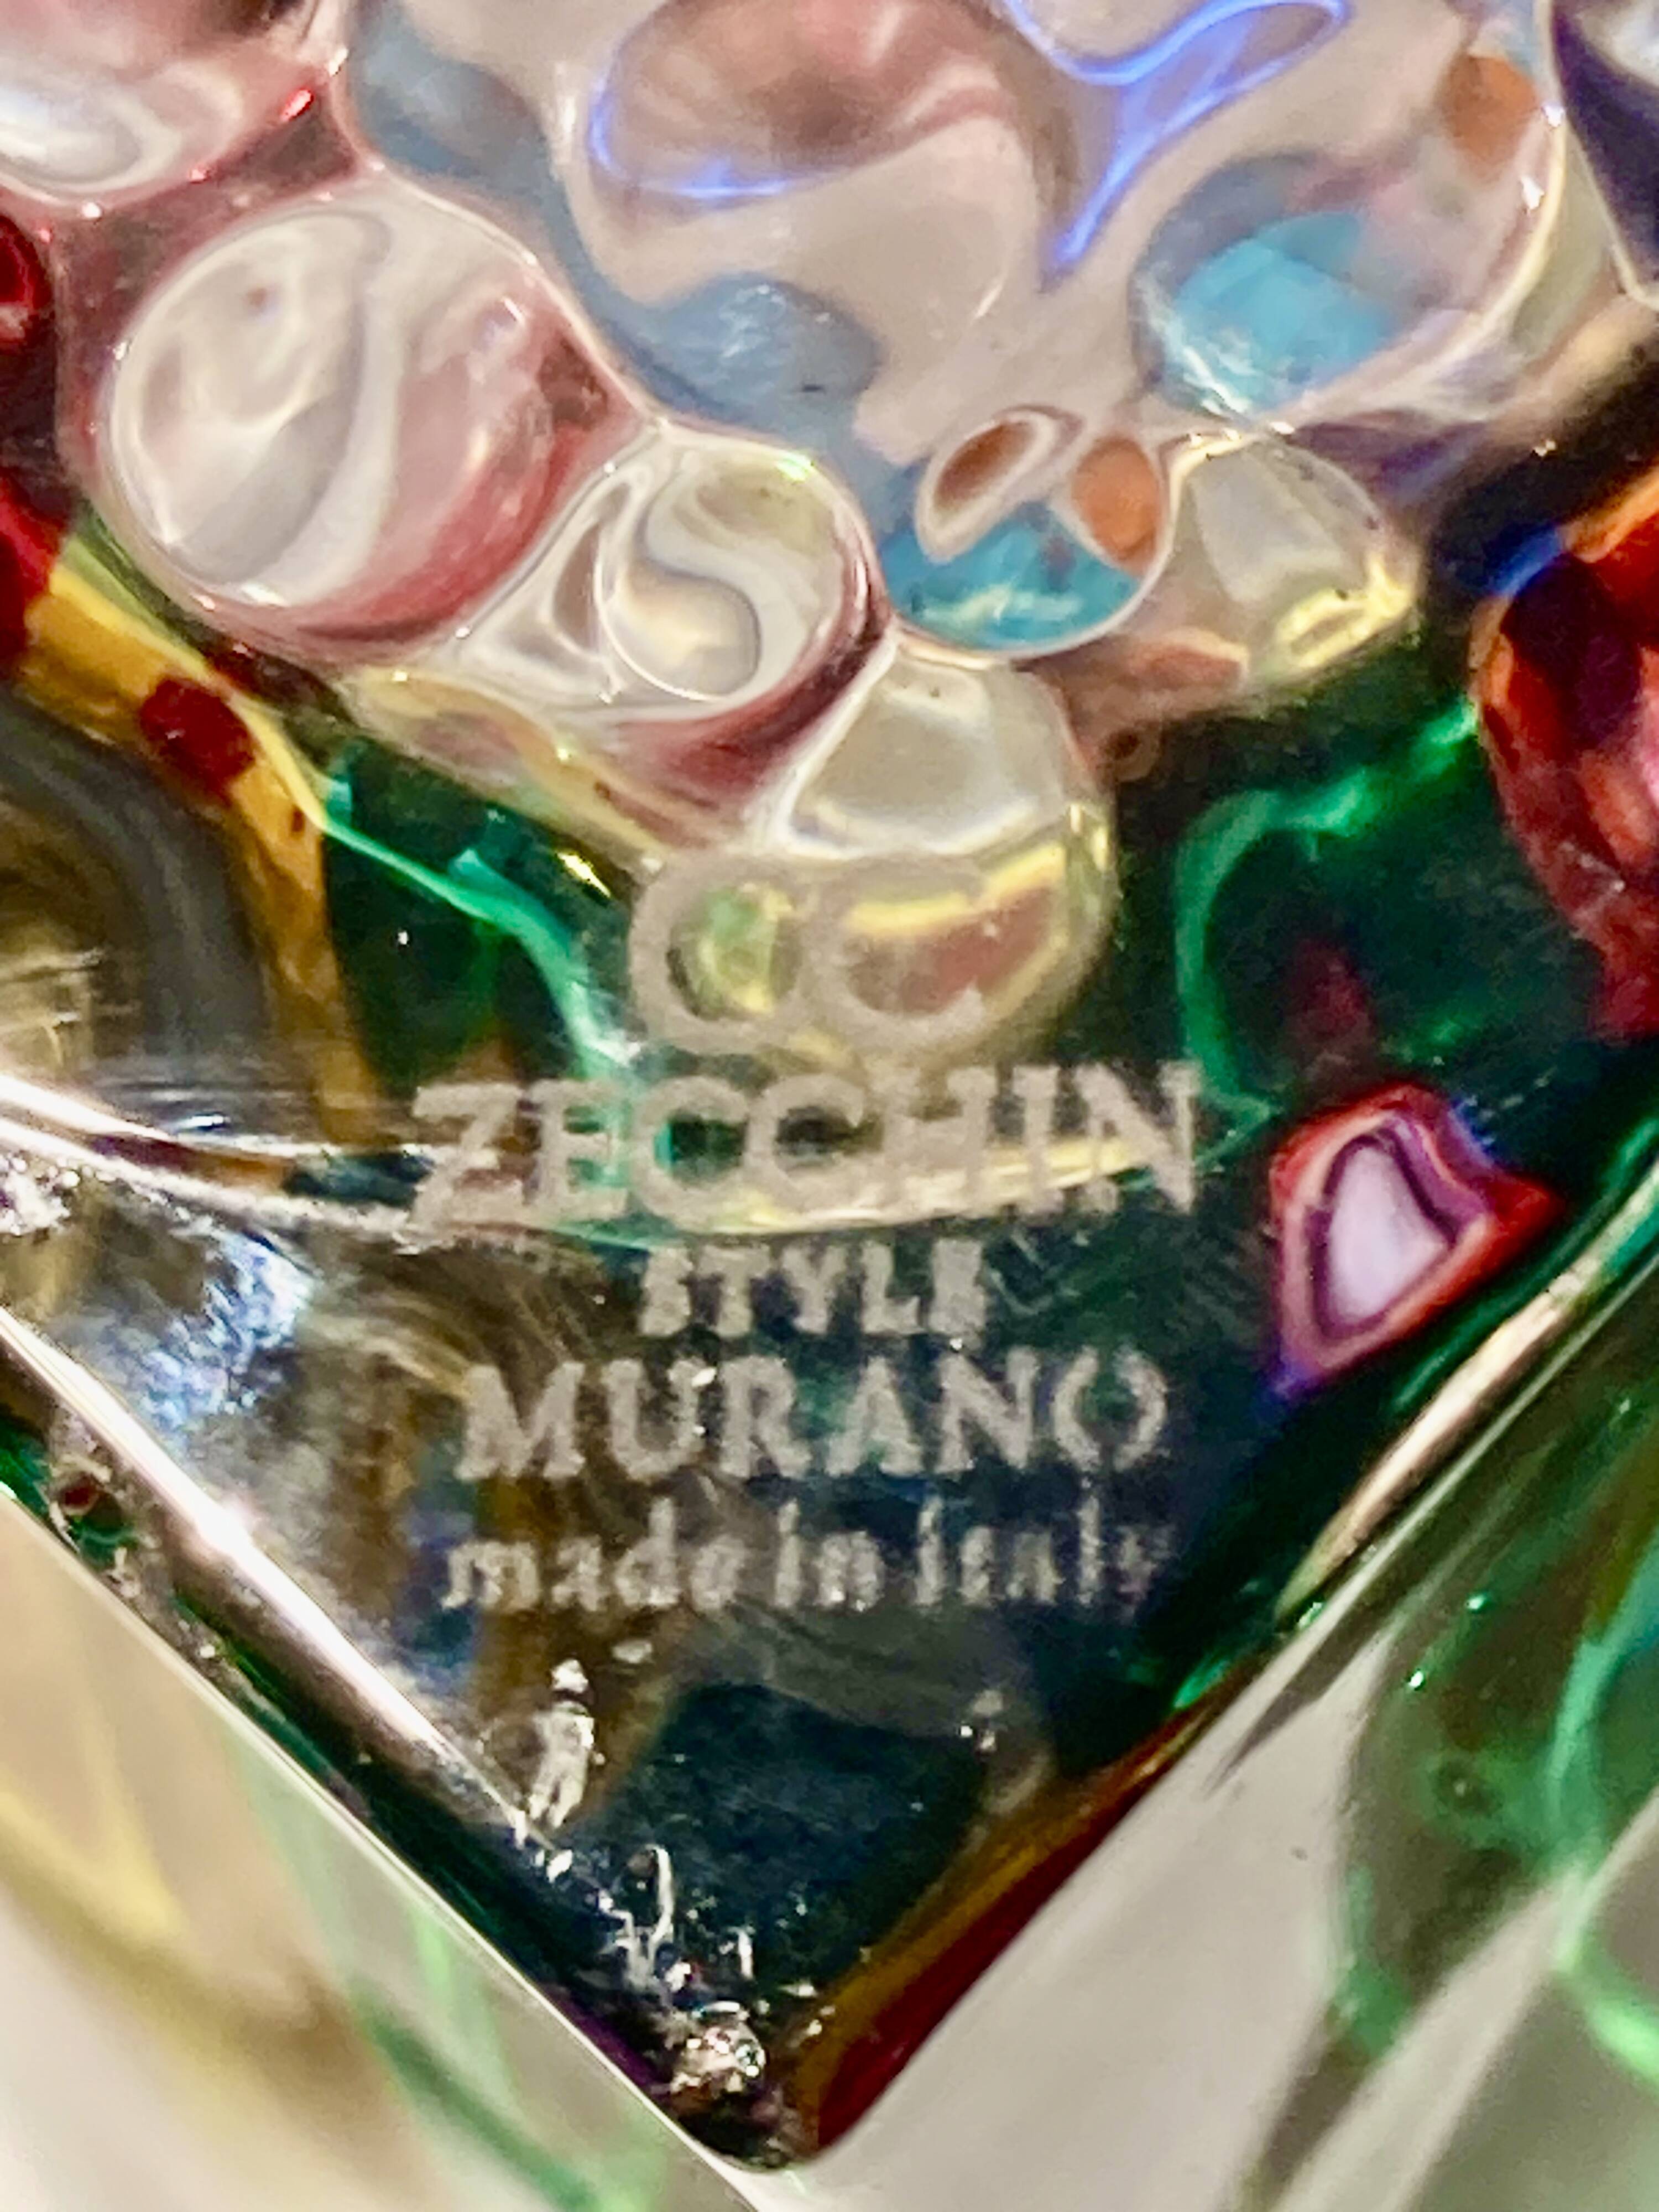 ZECCHIN
STYLE
MURANO
made in italy